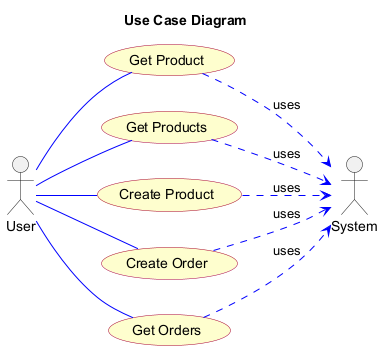 Use Case Diagram
Get Product
uses
Get Products
uses
Create Product
uses
User
System
uses
Create Order
uses
Get Orders